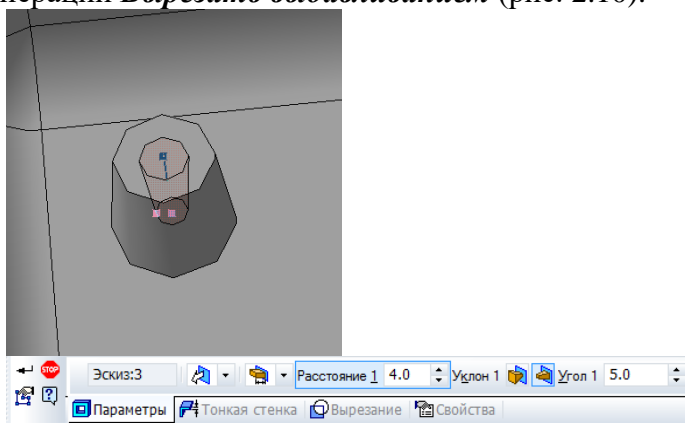 операции Вырезать выдавливанием (рис. 2.16).
STOP Эскиз:3 Расстояние 1 4.0 Уклон 1 Угол 1 5.0
Параметры Тонкая стенка Вырезание Свойства